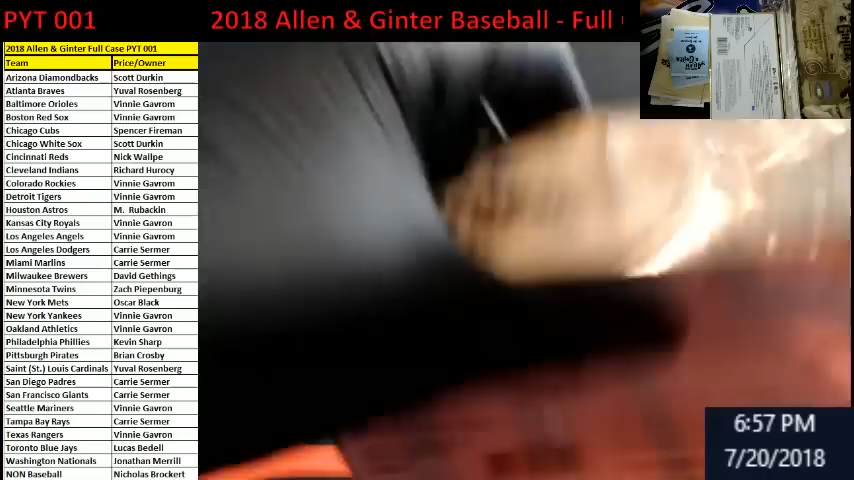 PYT 001
2018 Allen & Ginter Baseball - Full
2018 Allen & Ginter Full Case PYT 001
Team Price/Owner
Arizona Diamondbacks Scott Durkin
Atlanta Braves Yuval Rosenberg
Baltimore Orioles Vinnie Gavrom
Boston Red Sox Vinnie Gavrom
Chicago Cubs Spencer Fireman
Chicago White Sox Scott Durkin
Cincinnati Reds Nick Wallpe
Cleveland Indians Richard Hurocy
Colorado Rockies Vinnie Gavrom
Detroit Tigers Vinnie Gavrom
Houston Astros M. Rubackin
Kansas City Royals Vinnie Gavron
Los Angeles Angels Vinnie Gavrom
Los Angeles Dodgers Carrie Sermer
Miami Marlins Carrie Sermer
Milwaukee Brewers David Gethings
Minnesota Twins Zach Piepenburg
New York Mets Oscar Black
New York Yankees Vinnie Gavron
Oakland Athletics Vinnie Gavron
Philadelphia Phillies Kevin Sharp
Pittsburgh Pirates Brian Crosby
Saint (St.) Louis Cardinals Yuval Rosenberg
San Diego Padres Carrie Sermer
San Francisco Giants Carrie Sermer
Seattle Mariners Vinnie Gavron
Tampa Bay Rays Carrie Sermer
Texas Rangers Vinnie Gavron
Toronto Blue Jays Lucas Bedell
Washington Nationals Jonathan Merrill
NON Baseball Nicholas Brockert
6:57 PM
7/20/2018